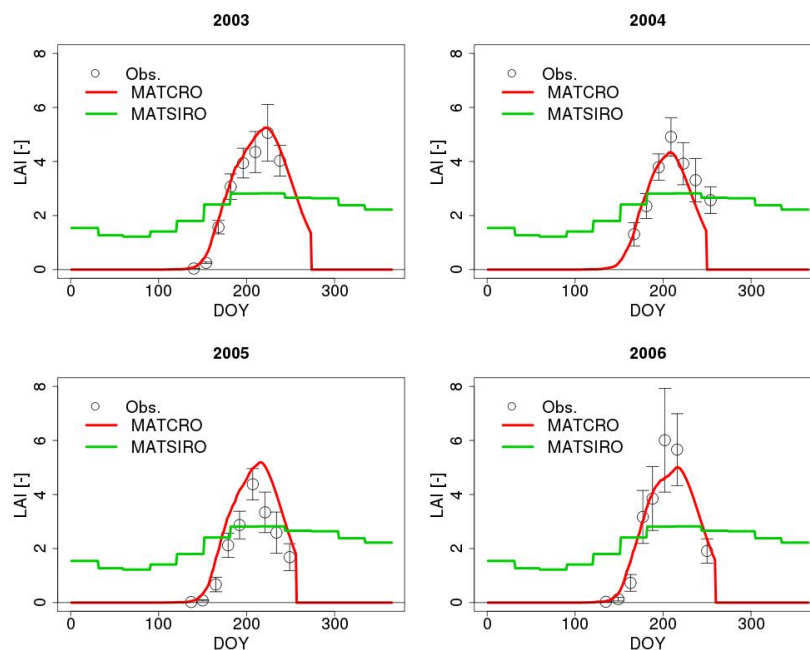 2003
8
6
4
2
0
LAI [-]
Obs.
MATCRO
MATSIRO
0 100 200 300
DOY
2004
8
6
4
2
0
LAI [-]
Obs.
MATCRO
MATSIRO
0 100 200 300
DOY
2005
8
6
4
2
0
LAI [-]
Obs.
MATCRO
MATSIRO
0 100 200 300
DOY
2006
8
6
4
2
0
LAI [-]
Obs.
MATCRO
MATSIRO
0 100 200 300
DOY